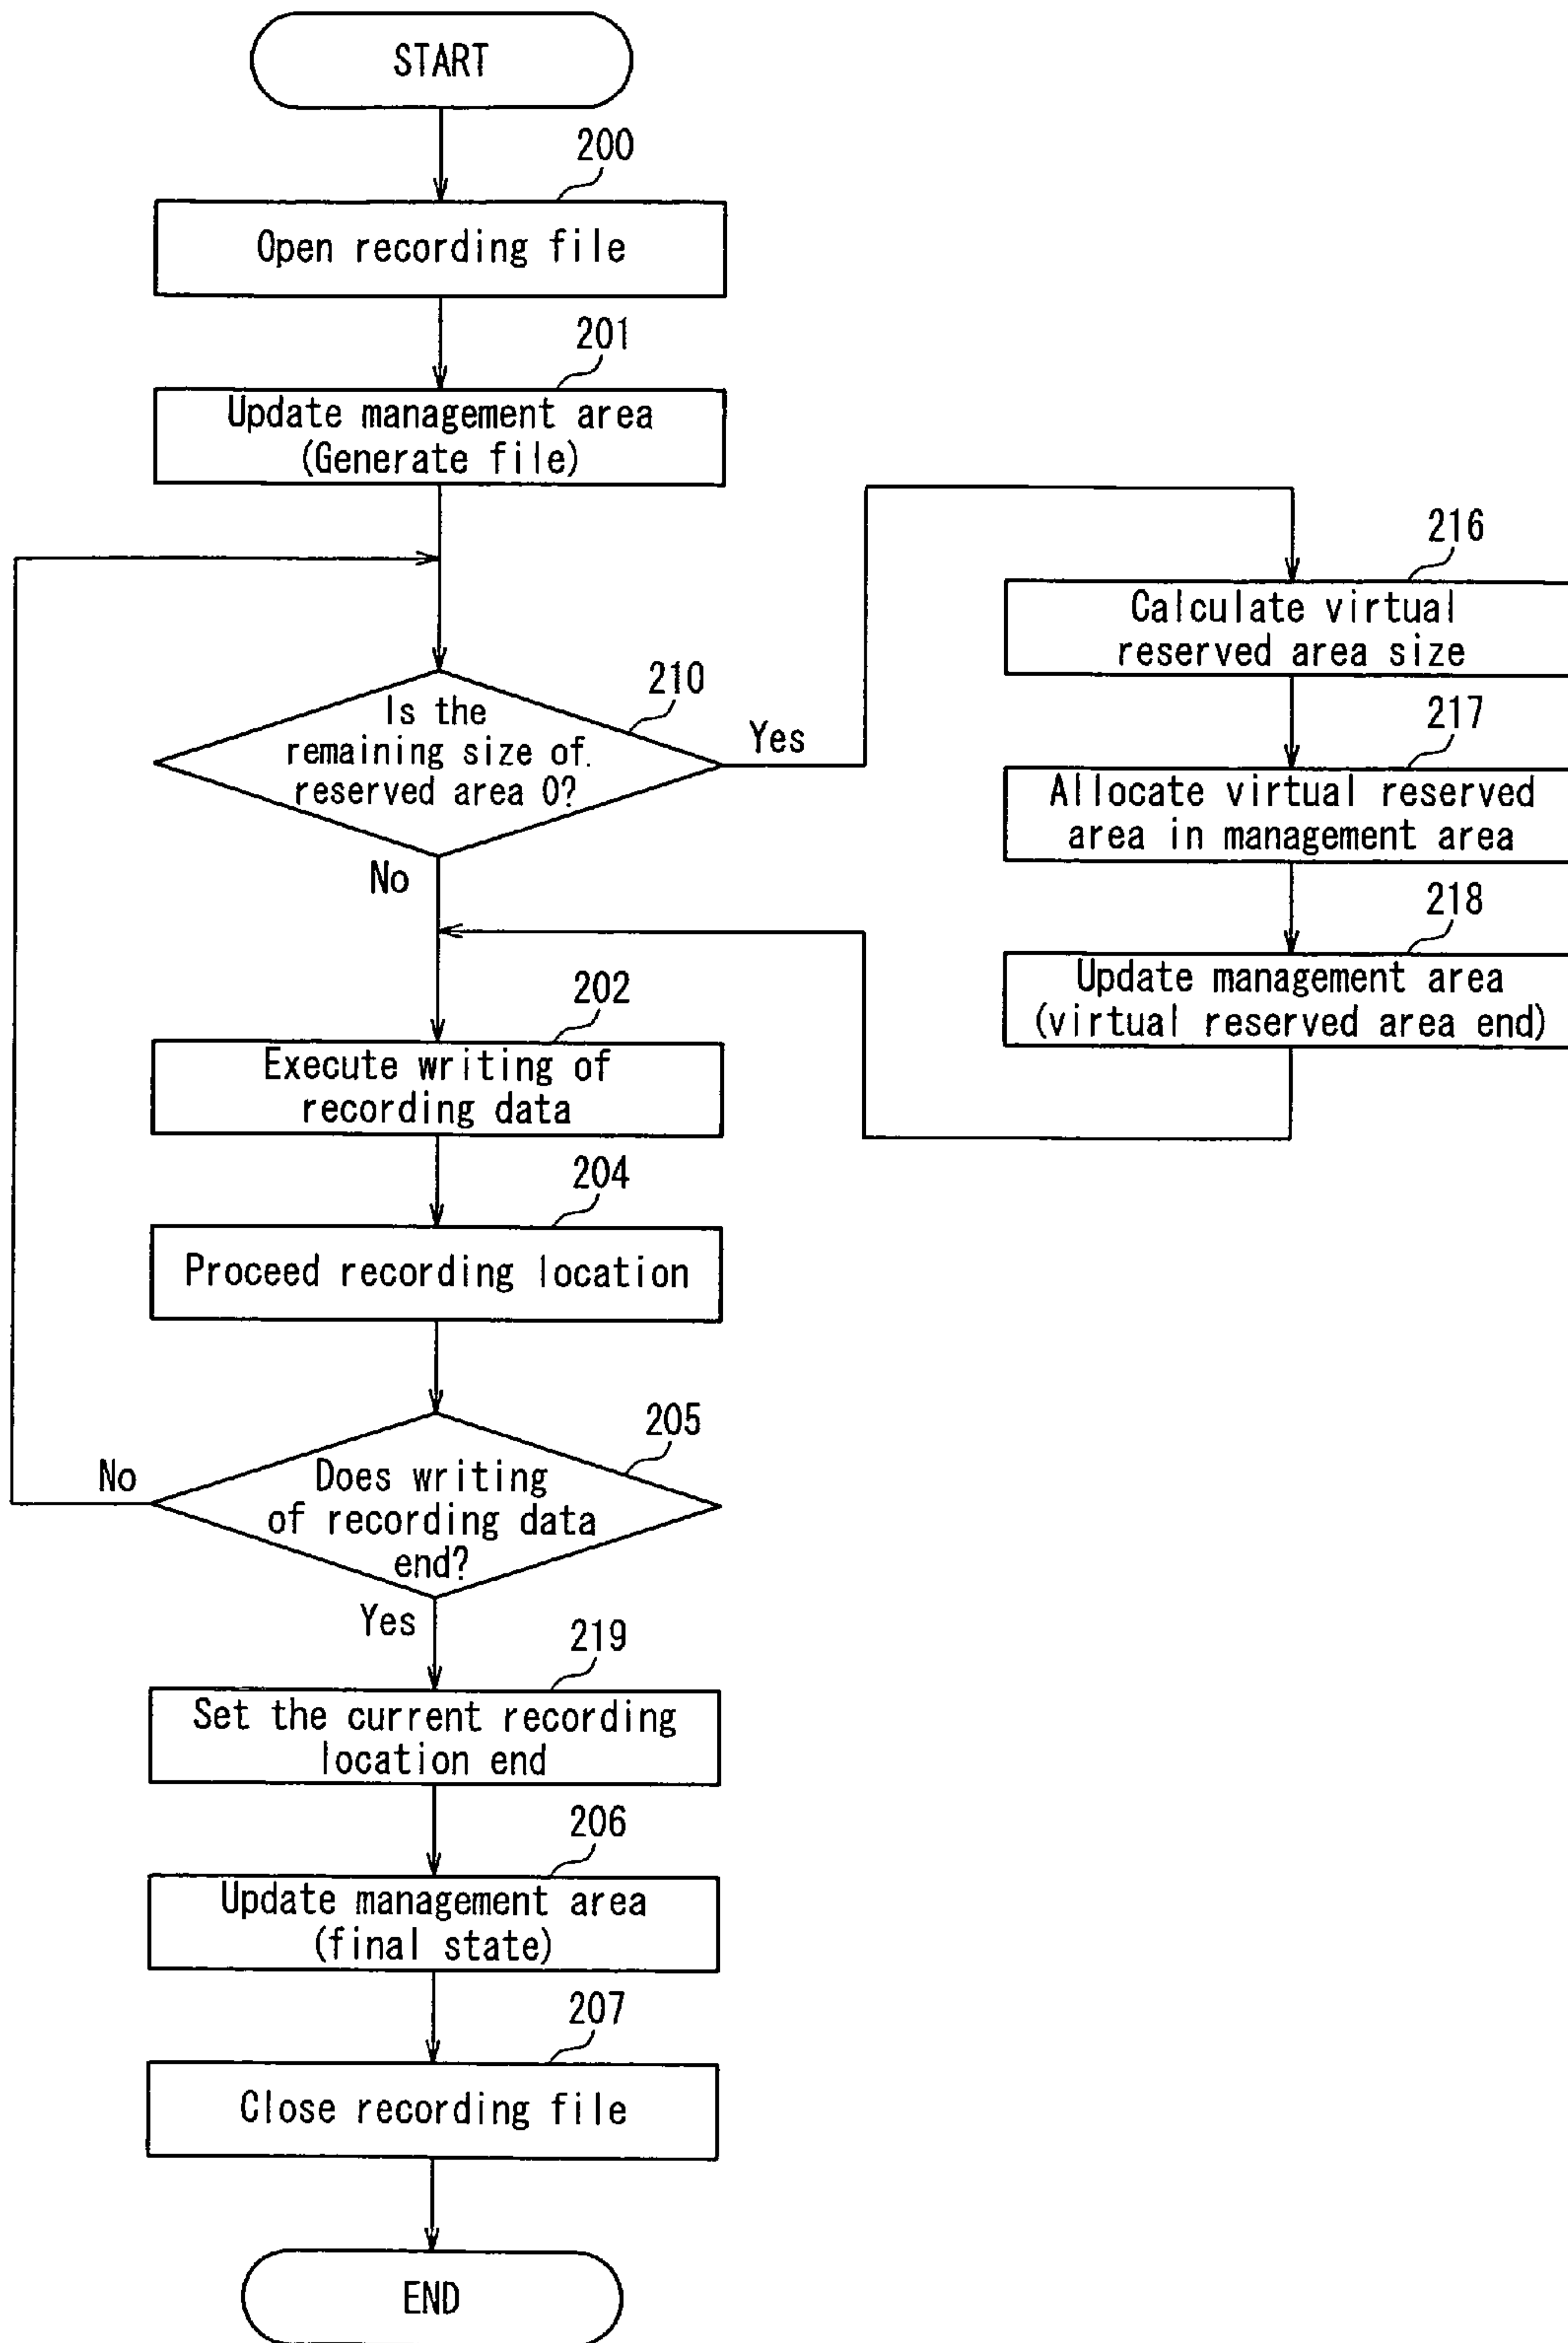 START
200
Open recording file
201
Update management area
(Generate file)
210
Is the
remaining size of.
reserved area 0?
Yes
No
216
Calculate virtual
reserved area size
217
Allocate virtual reserved
area in management area
218
Update management area
(virtual reserved area end)
202
Execute writing of
recording data
204
Proceed recording location
205
Does writing
of recording data
end?
No
Yes
219
Set the current recording
location end
206
Update management area
(final state)
207
Close recording file
END